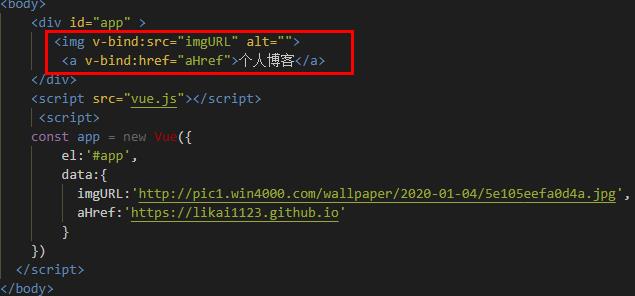 <body>
<div id="app" >
<img v-bind:src="imgURL" alt="">
<a v-bind:href="aHref">个人博客</a>
</div>
<script src="vue.js"></script>
<script>
const app = new Vue({
el:'#app',
data:{
imgURL:'http://pic1.win4000.com/wallpaper/2020-01-04/5e105eefa0d4a.jpg',
aHref:'https://likai1123.github.io'
}
})
</script>
</body>